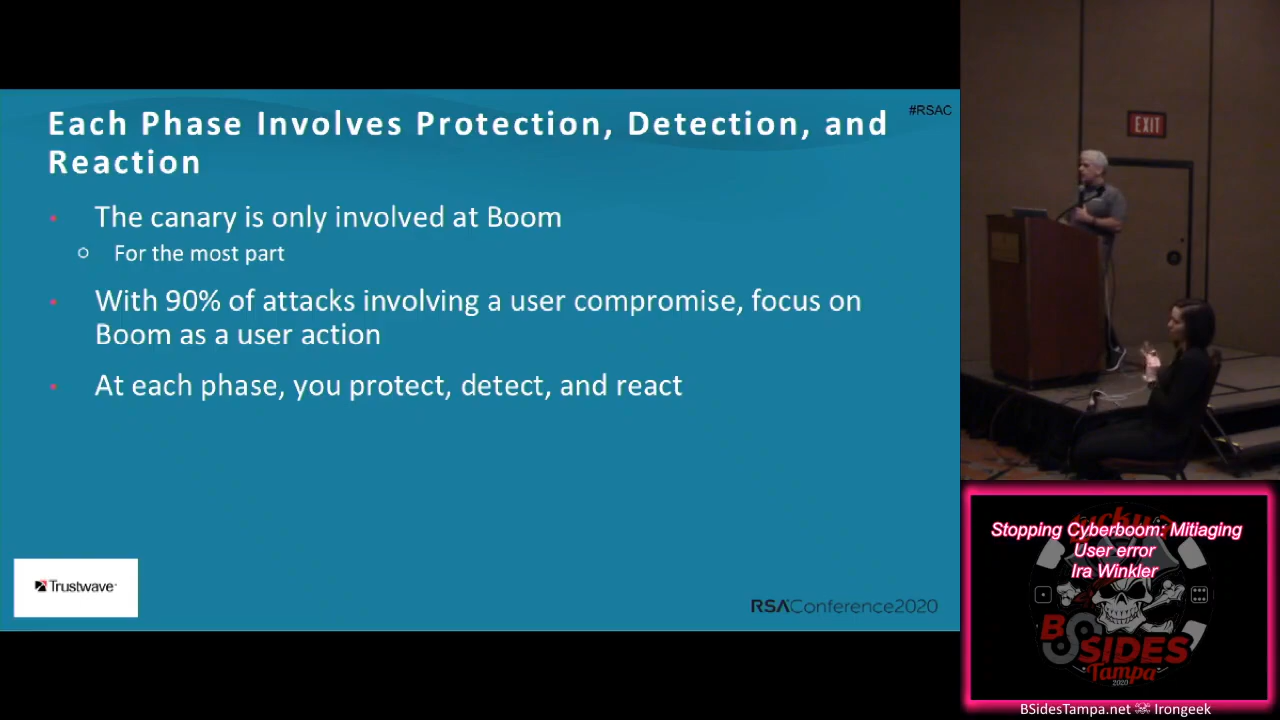 Each Phase Involves Protection, Detection, and
Reaction
#RSAC
The canary is only involved at Boom
For the most part
With 90% of attacks involving a user compromise, focus on
Boom as a user action
At each phase, you protect, detect, and react
Trustwave
RSAConference2020
EXIT
Stopping Cyberboom: Mitiaging
User error
Ira Winkler
B SIDES
Tampa
2020
BSidesTampa.net Irongeek